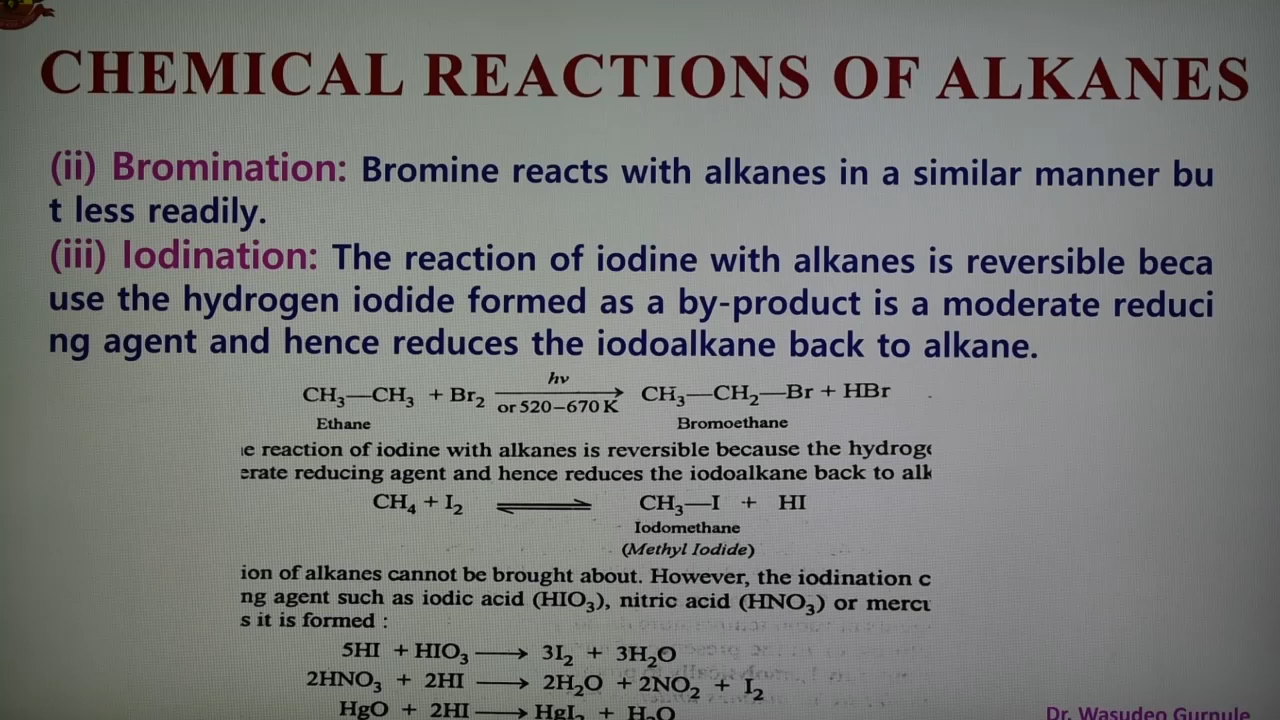 CHEMICAL REACTIONS OF ALKANES
(ii) Bromination: Bromine reacts with alkanes in a similar manner bu
t less readily.
(iii) Iodination: The reaction of iodine with alkanes is reversible beca
use the hydrogen iodide formed as a by-product is a moderate reduci
ng agent and hence reduces the iodoalkane back to alkane.
hν
CH₃—CH₃ + Br₂ ⟶ CH₃—CH₂—Br + HBr
or 520–670 K
Ethane Bromoethane
e reaction of iodine with alkanes is reversible because the hydroge
erate reducing agent and hence reduces the iodoalkane back to alk
CH₄ + I₂ ⇌ CH₃—I + HI
Iodomethane
(Methyl Iodide)
ion of alkanes cannot be brought about. However, the iodination c
ng agent such as iodic acid (HIO₃), nitric acid (HNO₃) or mercu
s it is formed :
5HI + HIO₃ ⟶ 3I₂ + 3H₂O
2HNO₃ + 2HI ⟶ 2H₂O + 2NO₂ + I₂
HgO + 2HI ⟶ HgI₂ + H₂O
Dr. Wasudeo Gurnule